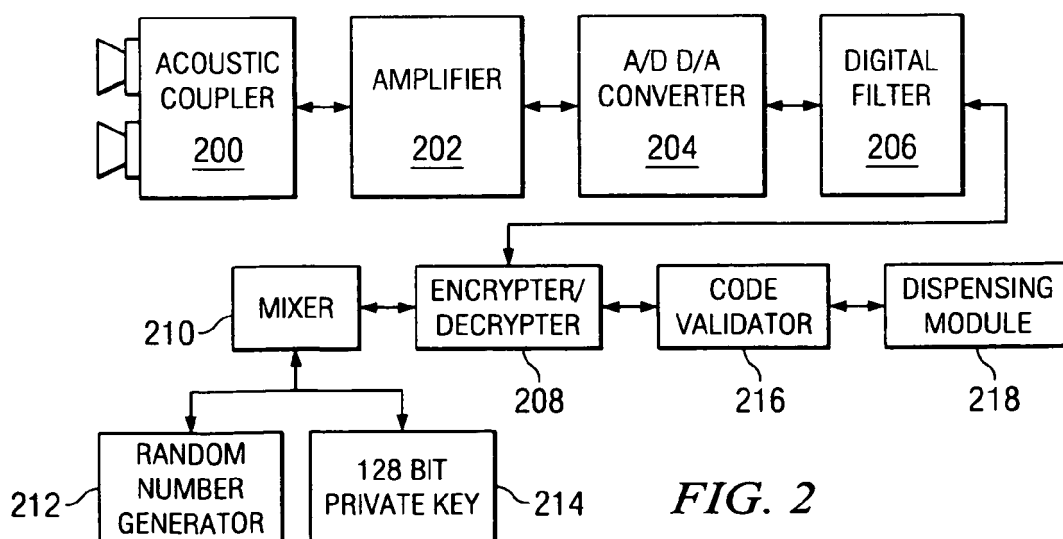 ACOUSTIC
COUPLER
200
AMPLIFIER
202
A/D D/A
CONVERTER
204
DIGITAL
FILTER
206
210
MIXER
ENCRYPTER/
DECRYPTER
208
CODE
VALIDATOR
216
DISPENSING
MODULE
218
212
RANDOM
NUMBER
GENERATOR
128 BIT
PRIVATE KEY
214
FIG. 2